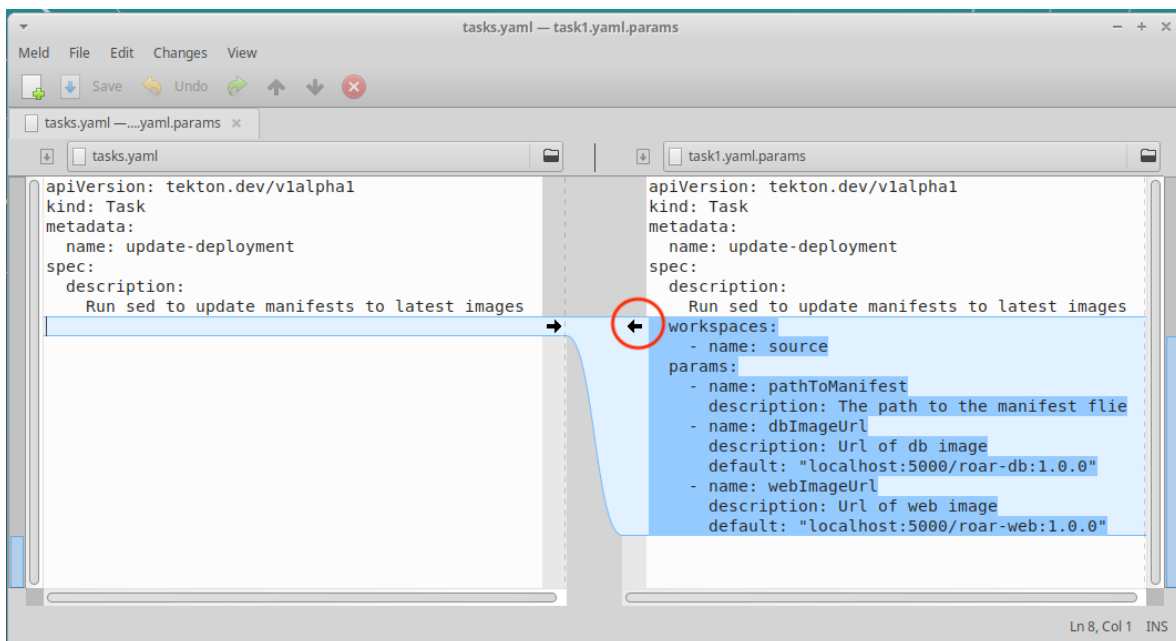 tasks.yaml — task1.yaml.params
Meld File Edit Changes View
Save Undo
tasks.yaml —....yaml.params
tasks.yaml
task1.yaml.params
apiVersion: tekton.dev/v1alpha1
kind: Task
metadata:
  name: update-deployment
spec:
  description:
    Run sed to update manifests to latest images
apiVersion: tekton.dev/v1alpha1
kind: Task
metadata:
  name: update-deployment
spec:
  description:
    Run sed to update manifests to latest images
  workspaces:
    - name: source
  params:
    - name: pathToManifest
      description: The path to the manifest flie
    - name: dbImageUrl
      description: Url of db image
      default: "localhost:5000/roar-db:1.0.0"
    - name: webImageUrl
      description: Url of web image
      default: "localhost:5000/roar-web:1.0.0"
Ln 8, Col 1 INS